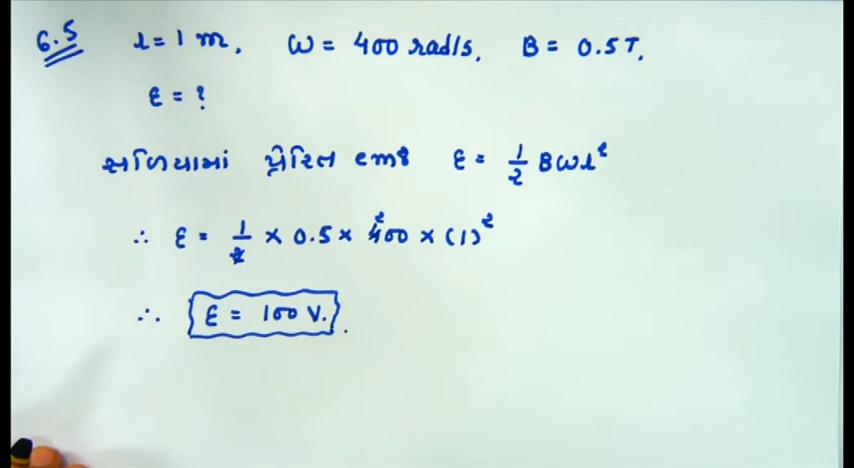 6.5 l = 1 m, ω = 400 rad/s, B = 0.5 T.
ε = ?
સળિયામાં પ્રેરિત emf ε = 1/2 Bωl²
∴ ε = 1/2 × 0.5 × 400 × (1)²
∴ ε = 100 V.